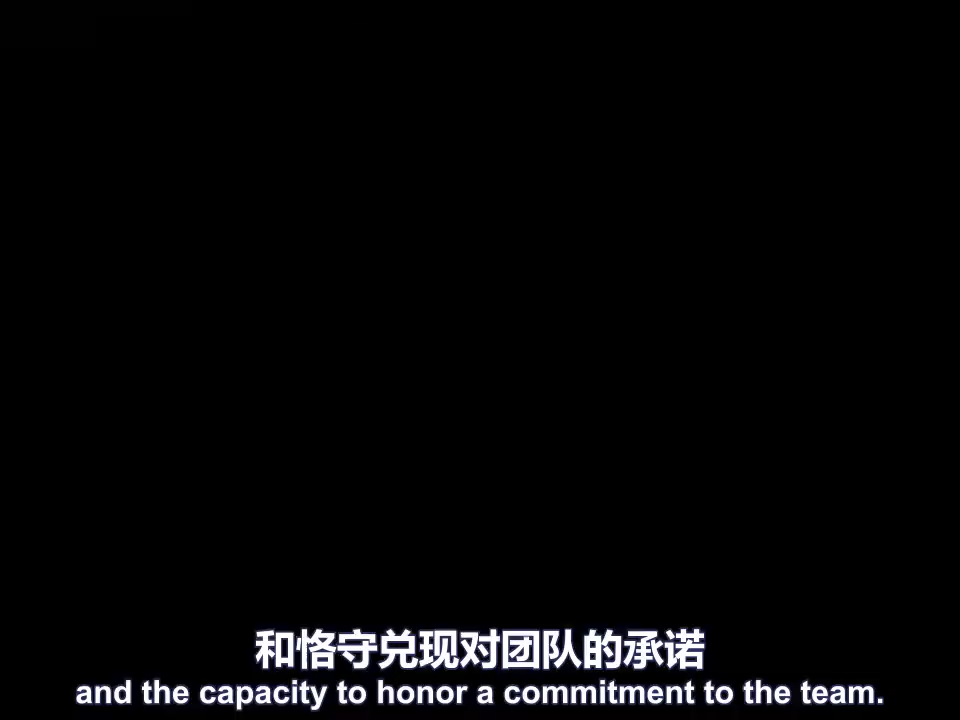 和恪守兑现对团队的承诺
and the capacity to honor a commitment to the team.